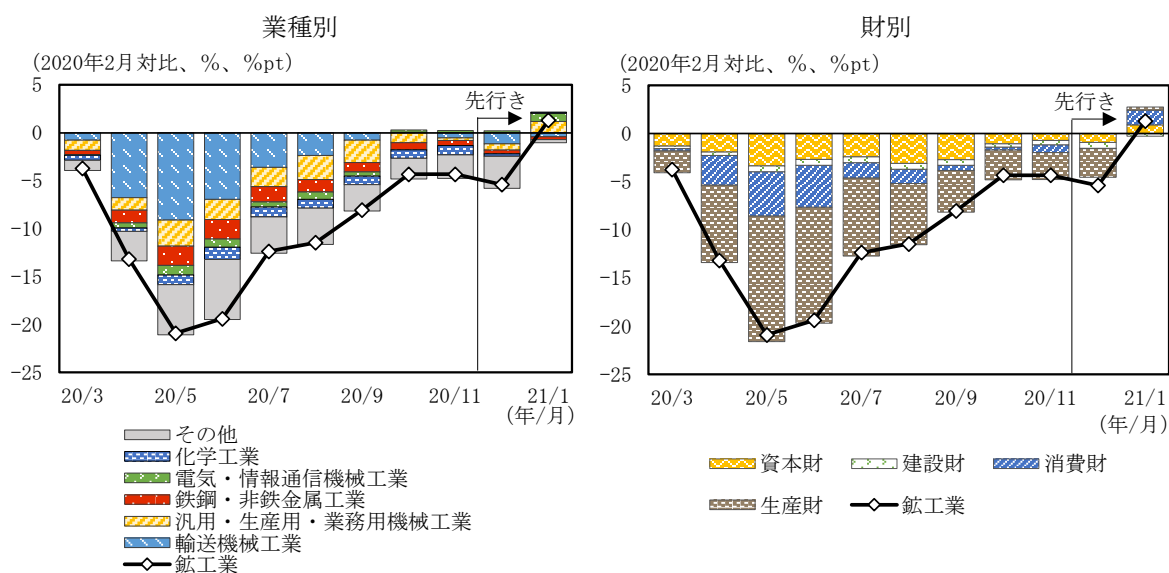 業種別
(2020年2月対比、%、%pt)
先行き
5
0
-5
-10
-15
-20
-25
20/3 20/5 20/7 20/9 20/11 21/1
(年/月)
その他
化学工業
電気・情報通信機械工業
鉄鋼・非鉄金属工業
汎用・生産用・業務用機械工業
輸送機械工業
鉱工業
財別
(2020年2月対比、%、%pt)
先行き
5
0
-5
-10
-15
-20
-25
20/3 20/5 20/7 20/9 20/11 21/1
(年/月)
資本財 建設財 消費財
生産財 鉱工業